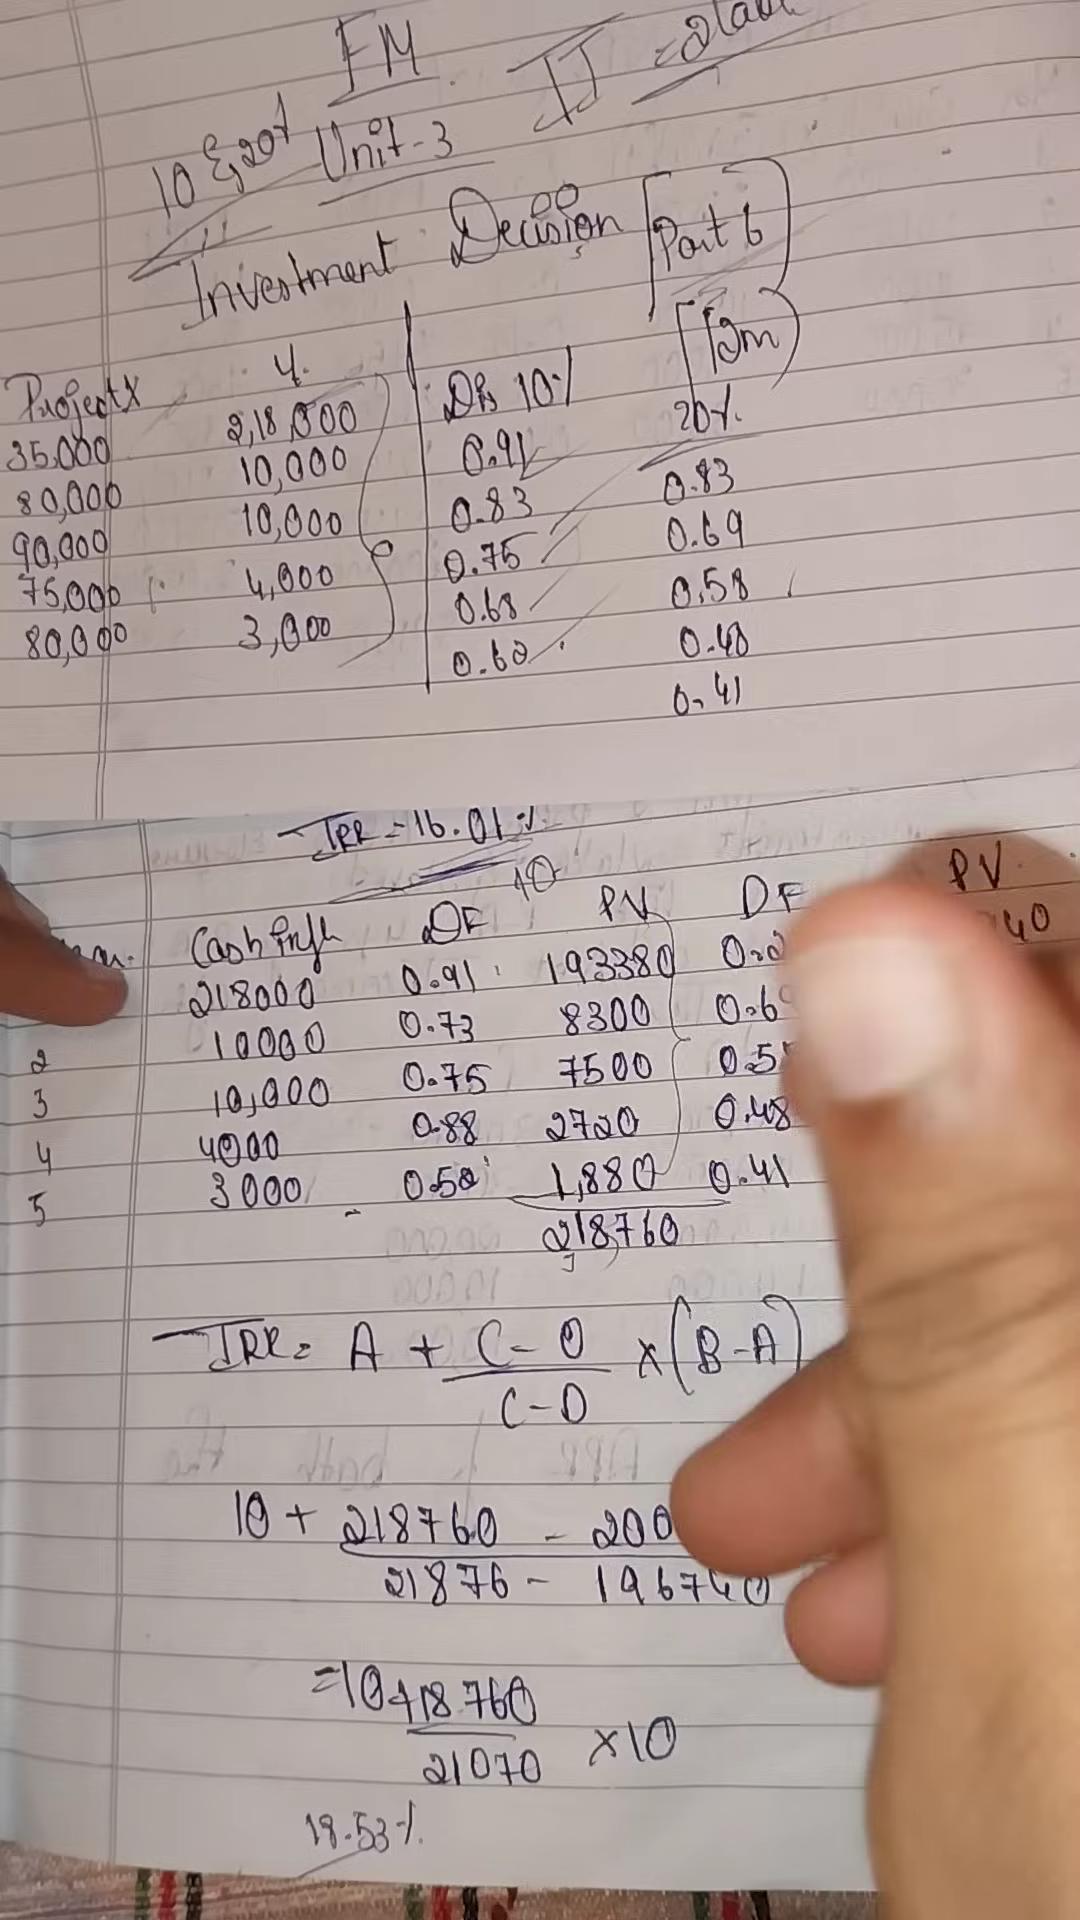 FM
10 & 20%
Unit-3
Investment Decision [Part 6]
Project X Y.
35,000 2,18,000
80,000 10,000
90,000 10,000
75,000 4,000
80,000 3,000
Dis 10%
0.91
0.83
0.75
0.68
0.62
20%.
0.83
0.69
0.58
0.48
0.41
IRR = 16.01%
10
DF PV DF PV
218000 0.91 193380
2 10000 0.73 8300
3 10,000 0.75 7500
4 4000 0.88 2720 0.48
5 3000 1,880 0.41
218,760
IRR = A + C - O / C - D × (B - A)
10 + 218760 - 200
21876 - 196740
= 10 + 18760
21070 × 10
18.53%.